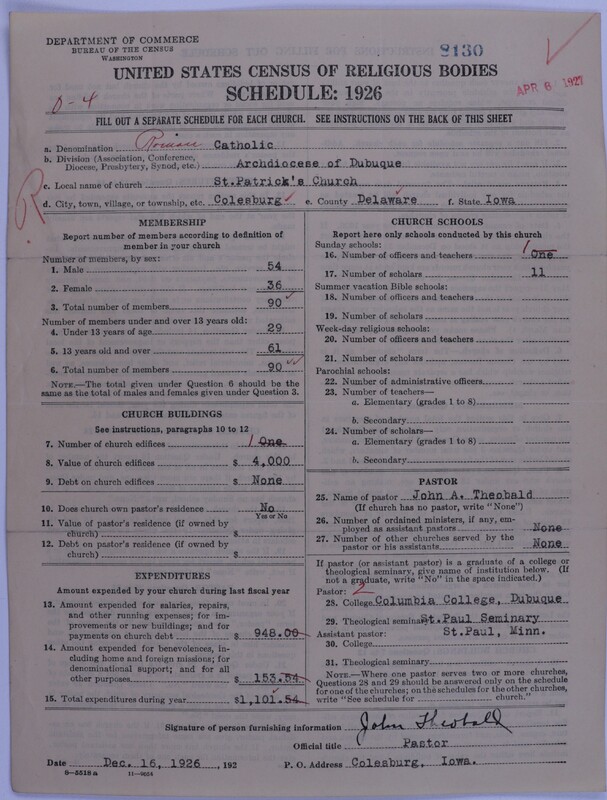 DEPARTMENT OF COMMERCE
BUREAU OF THE CENSUS
WASHINGTON
8130
APR 8 1927
D-4
UNITED STATES CENSUS OF RELIGIOUS BODIES
SCHEDULE: 1926
FILL OUT A SEPARATE SCHEDULE FOR EACH CHURCH. SEE INSTRUCTIONS ON THE BACK OF THIS SHEET
a. Denomination Roman Catholic
b. Division (Association, Conference, Diocese, Presbytery, Synod, etc.) Archdiocese of Dubuque
c. Local name of church St.Patrick's Church
d. City, town, village, or township, etc. Colesburg e. County Delaware f. State Iowa
R.
MEMBERSHIP
Report number of members according to definition of
member in your church
Number of members, by sex:
1. Male 54
2. Female 36
3. Total number of members 90
Number of members under and over 13 years old:
4. Under 13 years of age 29
5. 13 years old and over 61
6. Total number of members 90
NOTE.—The total given under Question 6 should be
the same as the total of males and females given under Question 3.
CHURCH BUILDINGS
See instructions, paragraphs 10 to 12
7. Number of church edifices 1 One
8. Value of church edifices $ 4,000
9. Debt on church edifices $ None
10. Does church own pastor's residence No
Yes or No
11. Value of pastor's residence (if owned by
church) $
12. Debt on pastor's residence (if owned by
church) $
EXPENDITURES
Amount expended by your church during last fiscal year
13. Amount expended for salaries, repairs,
and other running expenses; for im-
provements or new buildings; and for
payments on church debt $ 948.00
14. Amount expended for benevolences, in-
cluding home and foreign missions; for
denominational support; and for all
other purposes $ 153.54
15. Total expenditures during year $1,101.54
CHURCH SCHOOLS
Report here only schools conducted by this church
Sunday schools:
16. Number of officers and teachers 1 One
17. Number of scholars 11
Summer vacation Bible schools:
18. Number of officers and teachers
19. Number of scholars
Week-day religious schools:
20. Number of officers and teachers
21. Number of scholars
Parochial schools:
22. Number of administrative officers
23. Number of teachers—
a. Elementary (grades 1 to 8)
b. Secondary
24. Number of scholars—
a. Elementary (grades 1 to 8)
b. Secondary
PASTOR
25. Name of pastor John A. Theobald
(If church has no pastor, write "None")
26. Number of ordained ministers, if any, em-
ployed as assistant pastors None
27. Number of other churches served by the
pastor or his assistants None
If pastor (or assistant pastor) is a graduate of a college or
theological seminary, give name of institution below. (If
not a graduate, write "No" in the space indicated.)
Pastor: 2
28. College Columbia College, Dubuque
29. Theological seminary St.Paul Seminary
Assistant pastor: St.Paul, Minn.
30. College
31. Theological seminary
NOTE.—Where one pastor serves two or more churches,
Questions 28 and 29 should be answered only on the schedule
for one of the churches; on the schedules for the other churches,
write "See schedule for church."
Signature of person furnishing information John Theobald
Official title Pastor
Date Dec. 16, 1926, 192 P. O. Address Colesburg, Iowa.
8-5518 a 11-9654